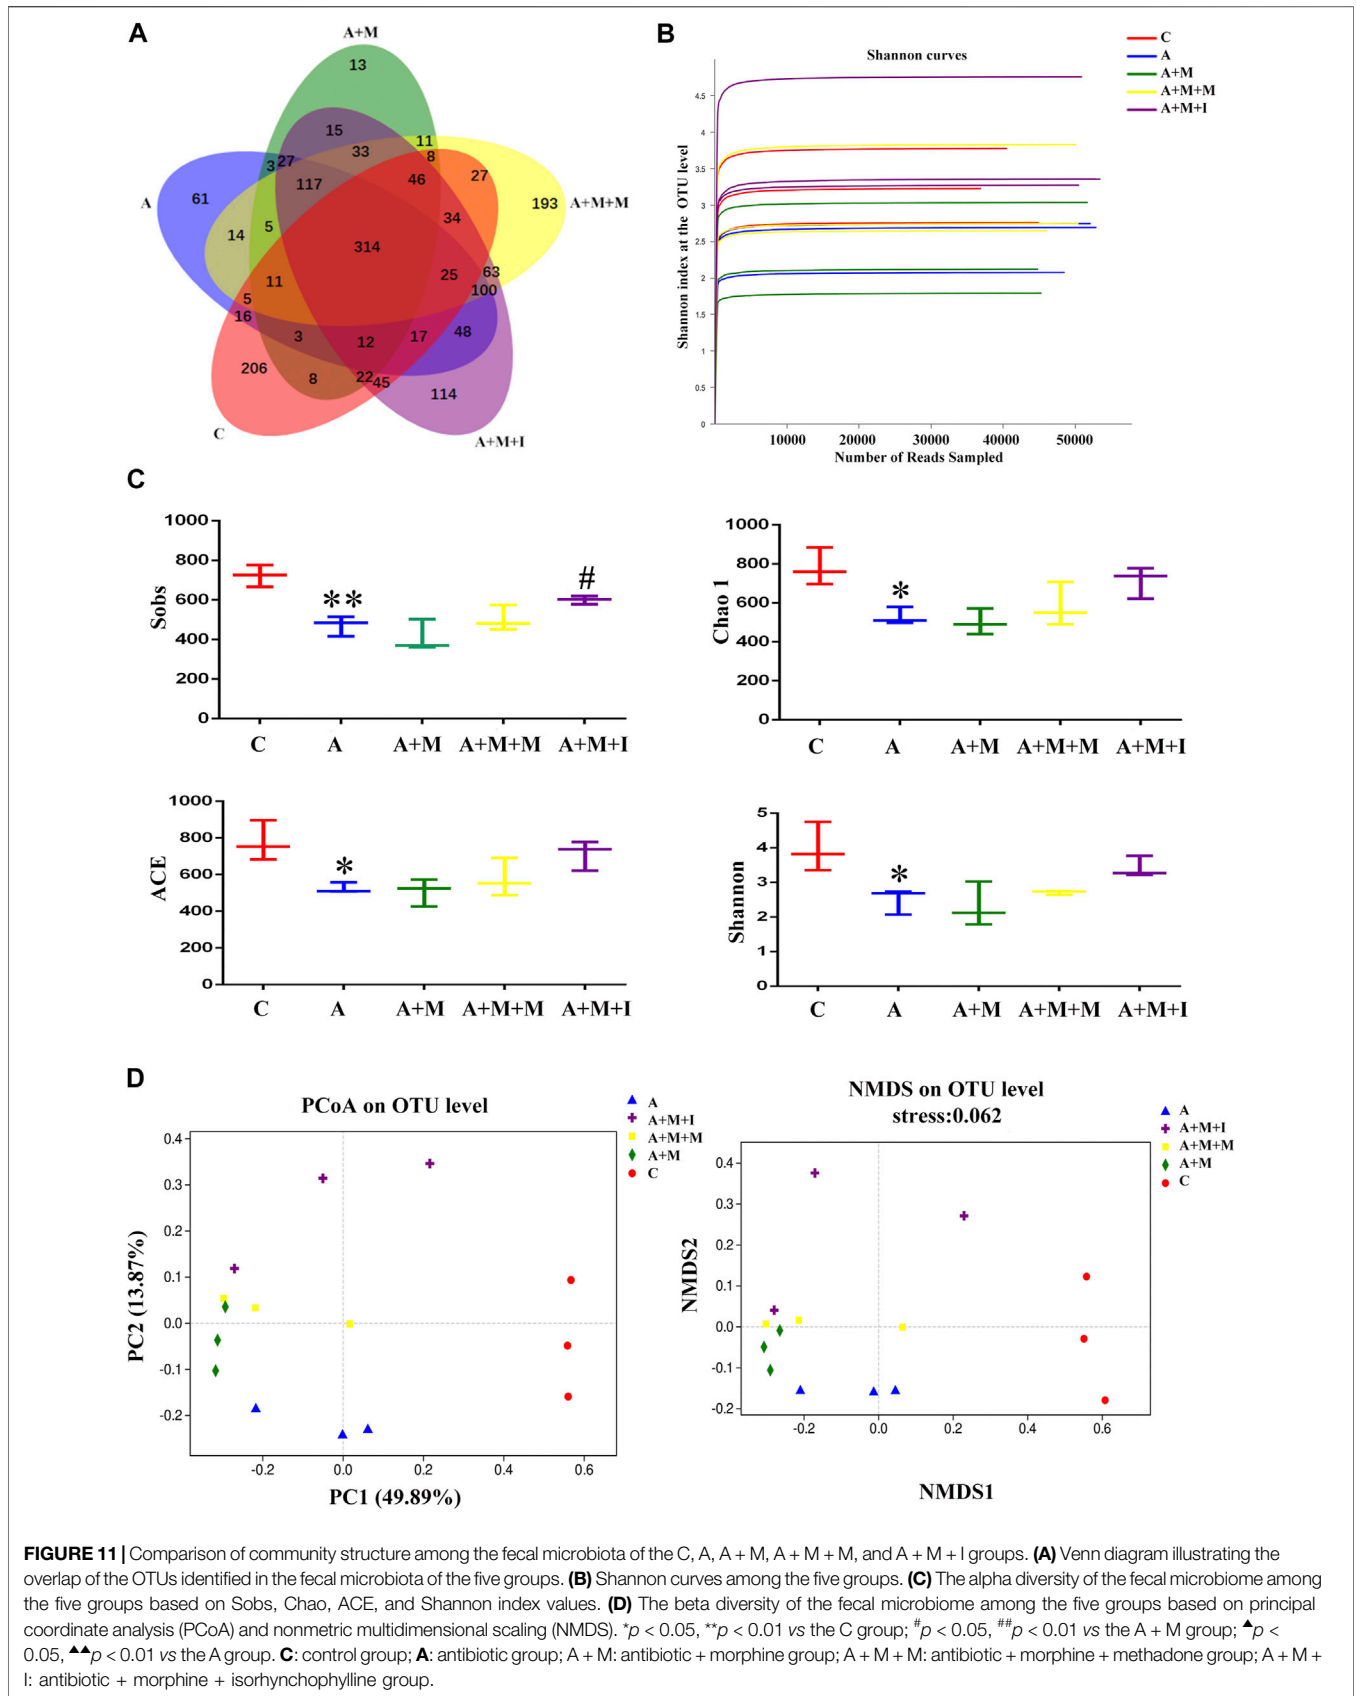 A
A+M
13
15
11
33
8
3
27
27
117
46
A
61
193
A+M+M
34
14
5
314
11
25
63
100
5
16
3
12
17
48
206
8
22
45
114
C
A+M+I
B
Shannon curves
C
A
A+M
A+M+M
A+M+I
Shannon index at the OTU level
4.5
4
3.5
3
2.5
2
1.5
1
0.5
0
10000 20000 30000 40000 50000
Number of Reads Sampled
C
Sobs
1000
800
600
400
200
0
**
#
C A A+M A+M+M A+M+I
Chao 1
1000
800
600
400
200
0
*
C A A+M A+M+M A+M+I
ACE
1000
800
600
400
200
0
*
C A A+M A+M+M A+M+I
Shannon
5
4
3
2
1
0
*
C A A+M A+M+M A+M+I
D
PCoA on OTU level
A
A+M+I
A+M+M
A+M
C
PC2 (13.87%)
0.4
0.3
0.2
0.1
0.0
-0.1
-0.2
-0.2 0.0 0.2 0.4 0.6
PC1 (49.89%)
NMDS on OTU level
stress:0.062
A
A+M+I
A+M+M
A+M
C
NMDS2
0.4
0.3
0.2
0.1
0.0
-0.1
-0.2
-0.2 0.0 0.2 0.4 0.6
NMDS1
FIGURE 11 | Comparison of community structure among the fecal microbiota of the C, A, A + M, A + M + M, and A + M + I groups. (A) Venn diagram illustrating the
overlap of the OTUs identified in the fecal microbiota of the five groups. (B) Shannon curves among the five groups. (C) The alpha diversity of the fecal microbiome among
the five groups based on Sobs, Chao, ACE, and Shannon index values. (D) The beta diversity of the fecal microbiome among the five groups based on principal
coordinate analysis (PCoA) and nonmetric multidimensional scaling (NMDS). *p < 0.05, **p < 0.01 vs the C group; #p < 0.05, ##p < 0.01 vs the A + M group; ▲p <
0.05, ▲▲p < 0.01 vs the A group. C: control group; A: antibiotic group; A + M: antibiotic + morphine group; A + M + M: antibiotic + morphine + methadone group; A + M +
I: antibiotic + morphine + isorhynchophylline group.